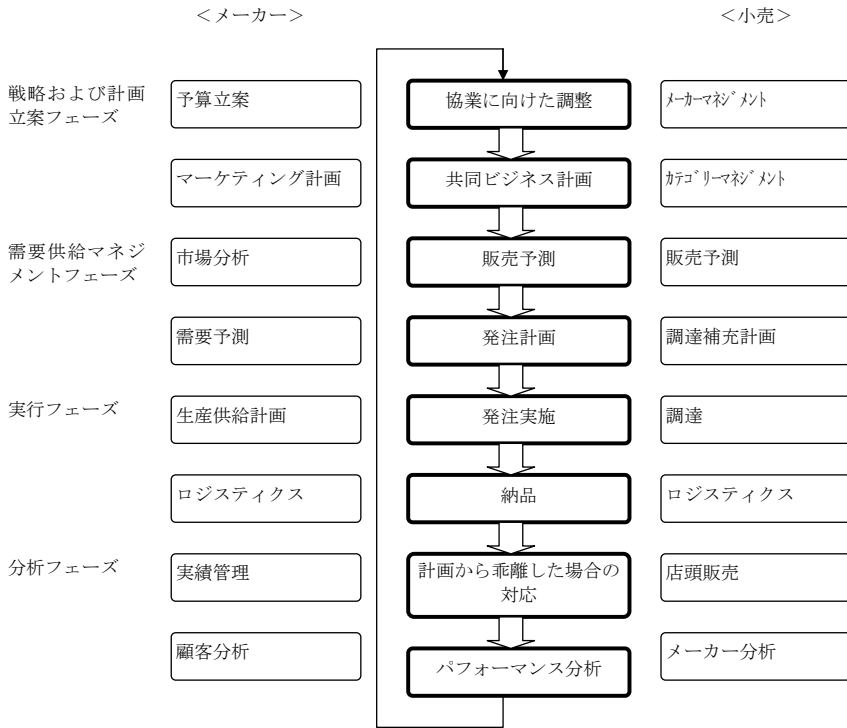 ＜メーカー＞
＜小売＞
戦略および計画
立案フェーズ
予算立案
協業に向けた調整
ﾒｰｶｰﾏﾈｼﾞﾒﾝﾄ
マーケティング計画
共同ビジネス計画
ｶﾃｺﾞﾘｰﾏﾈｼﾞﾒﾝﾄ
需要供給マネジ
メントフェーズ
市場分析
販売予測
販売予測
需要予測
発注計画
調達補充計画
実行フェーズ
生産供給計画
発注実施
調達
ロジスティクス
納品
ロジスティクス
分析フェーズ
実績管理
計画から乖離した場合の
対応
店頭販売
顧客分析
パフォーマンス分析
メーカー分析